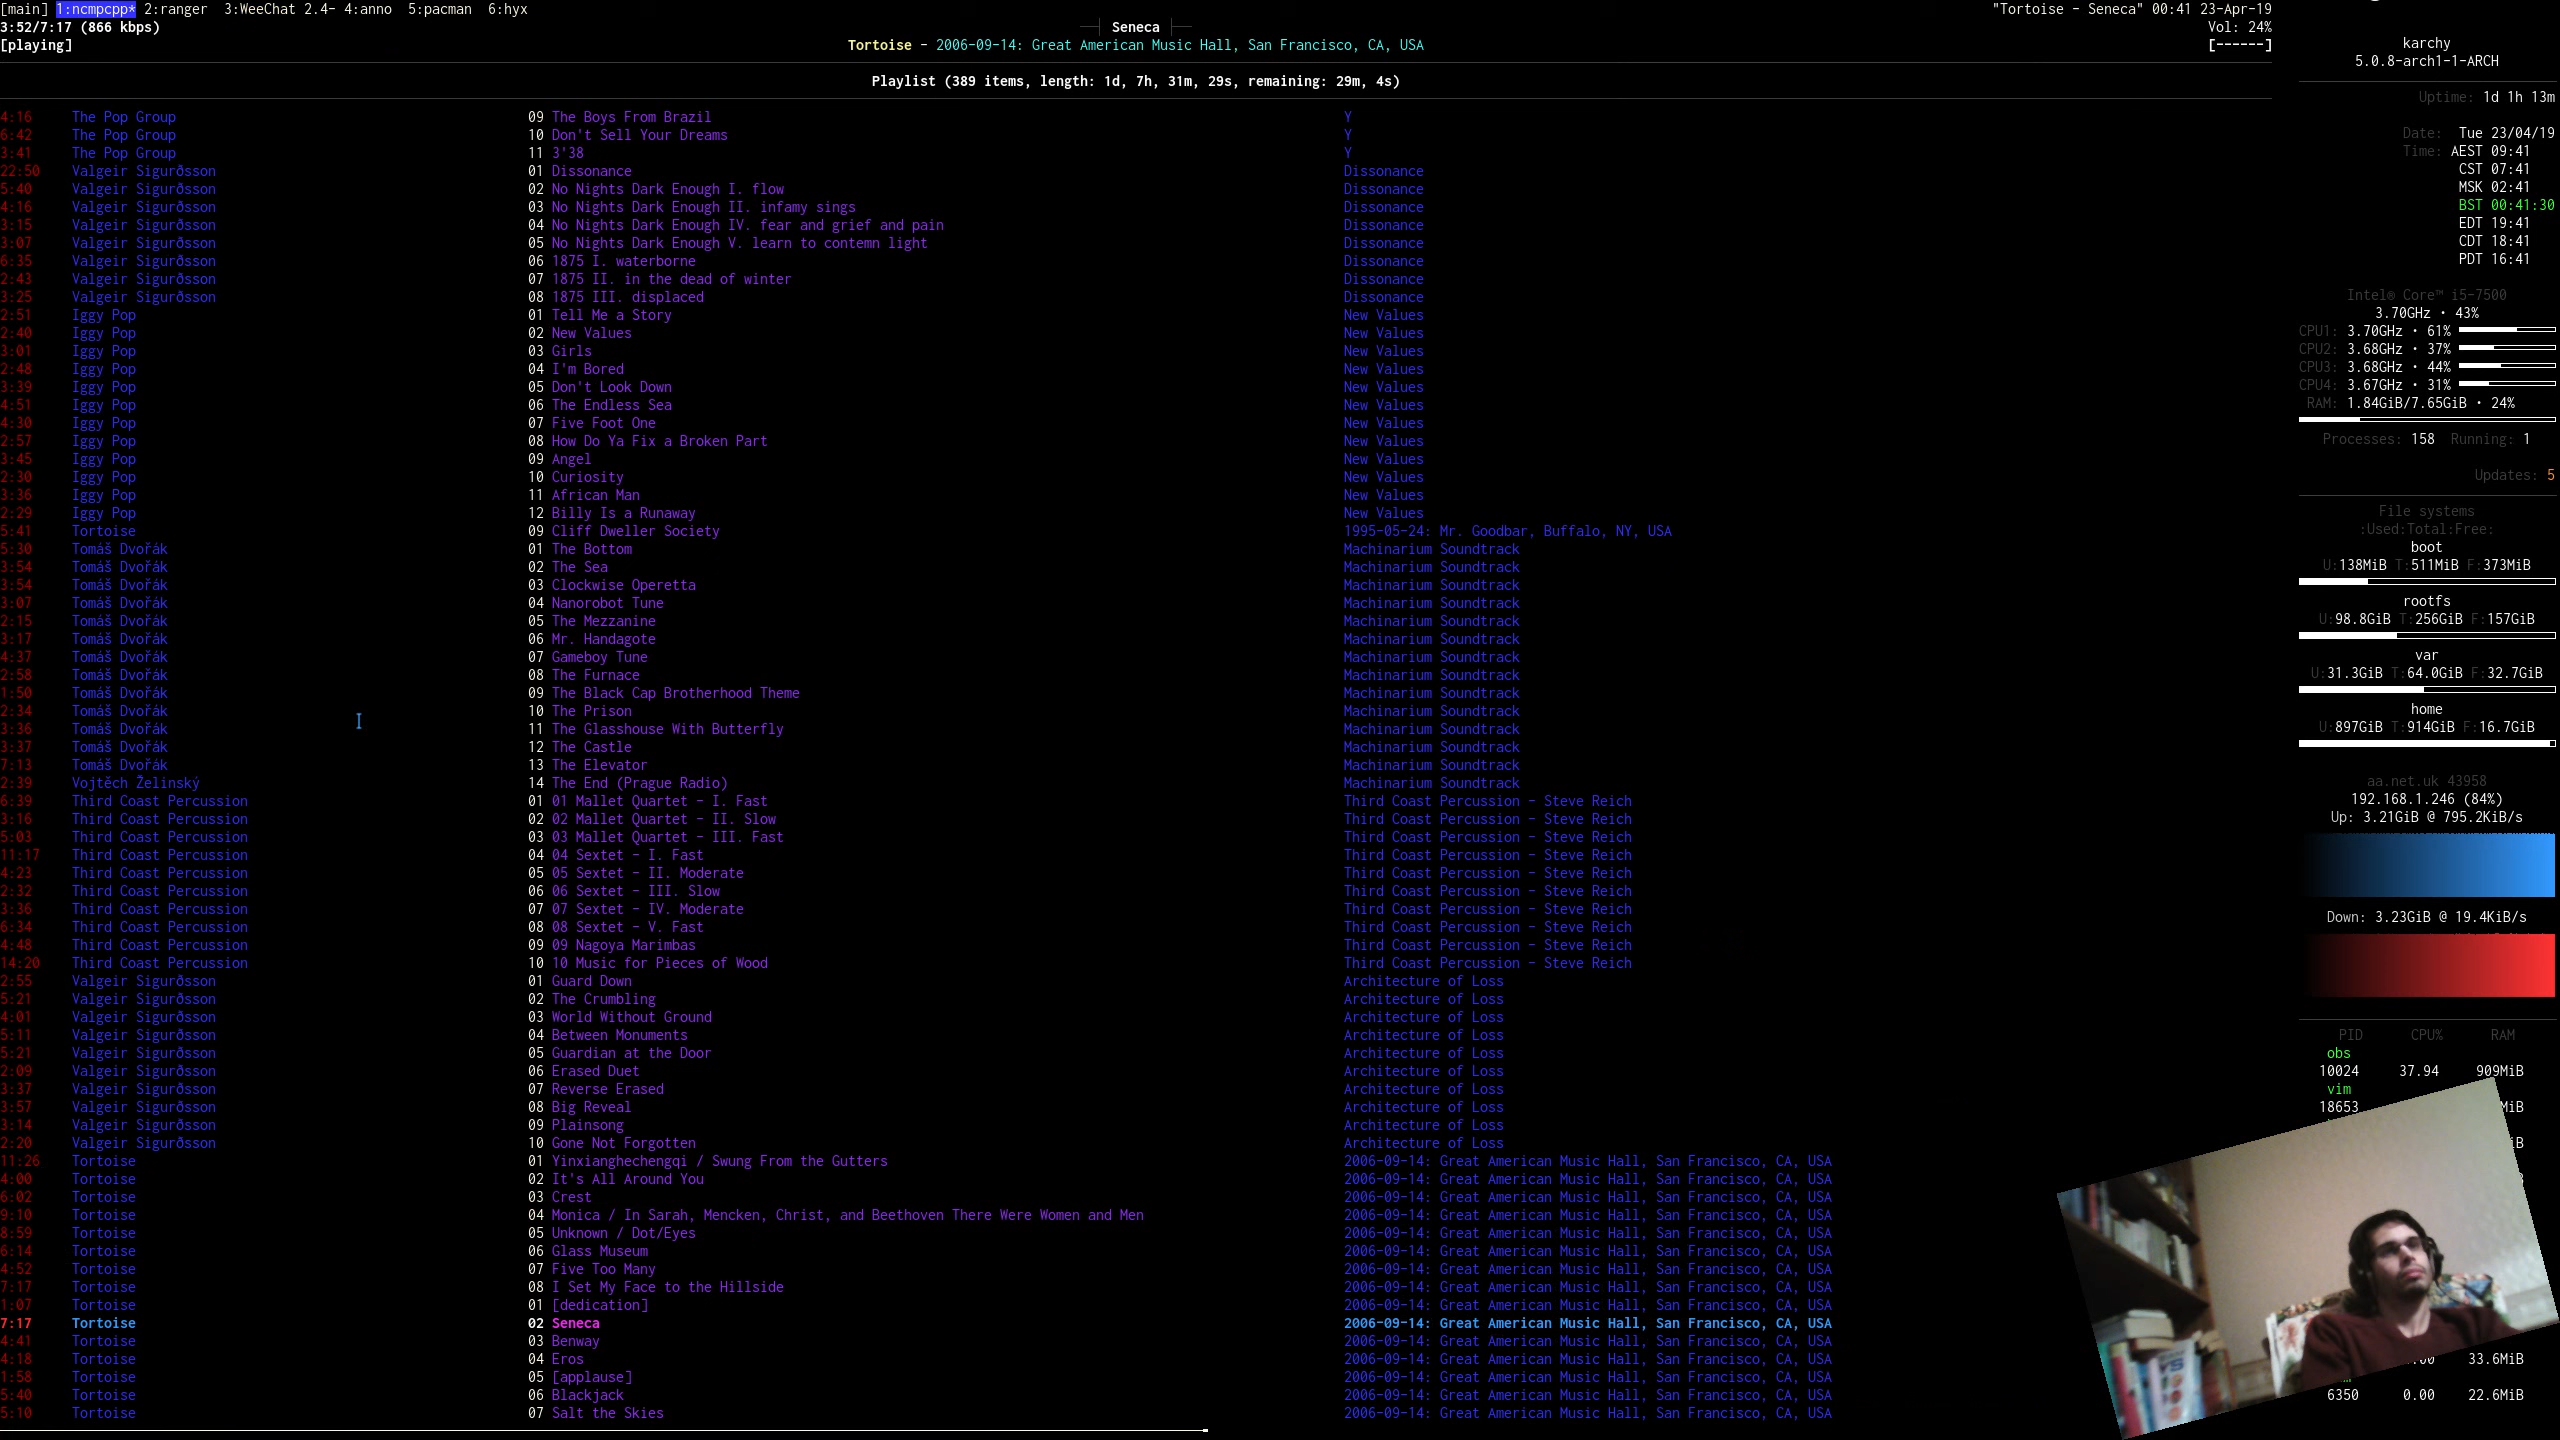 [main] 1:ncmpcpp* 2:ranger  3:WeeChat 2.4- 4:anno  5:pacman  6:hyx
"Tortoise - Seneca" 00:41 23-Apr-19
3:52/7:17 (866 kbps)
Seneca
Vol: 24%
[playing]
Tortoise - 2006-09-14: Great American Music Hall, San Francisco, CA, USA
[------]
Playlist (389 items, length: 1d, 7h, 31m, 29s, remaining: 29m, 4s)
4:16 The Pop Group 09 The Boys From Brazil Y
6:42 The Pop Group 10 Don't Sell Your Dreams Y
3:41 The Pop Group 11 3'38 Y
22:50 Valgeir Sigurðsson 01 Dissonance Dissonance
5:40 Valgeir Sigurðsson 02 No Nights Dark Enough I. flow Dissonance
4:16 Valgeir Sigurðsson 03 No Nights Dark Enough II. infamy sings Dissonance
3:15 Valgeir Sigurðsson 04 No Nights Dark Enough IV. fear and grief and pain Dissonance
3:07 Valgeir Sigurðsson 05 No Nights Dark Enough V. learn to contemn light Dissonance
6:35 Valgeir Sigurðsson 06 1875 I. waterborne Dissonance
2:43 Valgeir Sigurðsson 07 1875 II. in the dead of winter Dissonance
3:25 Valgeir Sigurðsson 08 1875 III. displaced Dissonance
2:51 Iggy Pop 01 Tell Me a Story New Values
2:40 Iggy Pop 02 New Values New Values
3:01 Iggy Pop 03 Girls New Values
2:48 Iggy Pop 04 I'm Bored New Values
3:39 Iggy Pop 05 Don't Look Down New Values
4:51 Iggy Pop 06 The Endless Sea New Values
4:30 Iggy Pop 07 Five Foot One New Values
2:57 Iggy Pop 08 How Do Ya Fix a Broken Part New Values
3:45 Iggy Pop 09 Angel New Values
2:30 Iggy Pop 10 Curiosity New Values
3:36 Iggy Pop 11 African Man New Values
2:29 Iggy Pop 12 Billy Is a Runaway New Values
5:41 Tortoise 09 Cliff Dweller Society 1995-05-24: Mr. Goodbar, Buffalo, NY, USA
5:30 Tomáš Dvořák 01 The Bottom Machinarium Soundtrack
3:54 Tomáš Dvořák 02 The Sea Machinarium Soundtrack
3:54 Tomáš Dvořák 03 Clockwise Operetta Machinarium Soundtrack
3:07 Tomáš Dvořák 04 Nanorobot Tune Machinarium Soundtrack
2:15 Tomáš Dvořák 05 The Mezzanine Machinarium Soundtrack
3:17 Tomáš Dvořák 06 Mr. Handagote Machinarium Soundtrack
4:37 Tomáš Dvořák 07 Gameboy Tune Machinarium Soundtrack
2:58 Tomáš Dvořák 08 The Furnace Machinarium Soundtrack
1:50 Tomáš Dvořák 09 The Black Cap Brotherhood Theme Machinarium Soundtrack
2:34 Tomáš Dvořák 10 The Prison Machinarium Soundtrack
3:36 Tomáš Dvořák 11 The Glasshouse With Butterfly Machinarium Soundtrack
3:37 Tomáš Dvořák 12 The Castle Machinarium Soundtrack
7:13 Tomáš Dvořák 13 The Elevator Machinarium Soundtrack
2:39 Vojtěch Želinský 14 The End (Prague Radio) Machinarium Soundtrack
6:39 Third Coast Percussion 01 01 Mallet Quartet - I. Fast Third Coast Percussion - Steve Reich
3:16 Third Coast Percussion 02 02 Mallet Quartet - II. Slow Third Coast Percussion - Steve Reich
5:03 Third Coast Percussion 03 03 Mallet Quartet - III. Fast Third Coast Percussion - Steve Reich
11:17 Third Coast Percussion 04 04 Sextet - I. Fast Third Coast Percussion - Steve Reich
4:23 Third Coast Percussion 05 05 Sextet - II. Moderate Third Coast Percussion - Steve Reich
2:32 Third Coast Percussion 06 06 Sextet - III. Slow Third Coast Percussion - Steve Reich
3:36 Third Coast Percussion 07 07 Sextet - IV. Moderate Third Coast Percussion - Steve Reich
6:34 Third Coast Percussion 08 08 Sextet - V. Fast Third Coast Percussion - Steve Reich
4:48 Third Coast Percussion 09 09 Nagoya Marimbas Third Coast Percussion - Steve Reich
14:20 Third Coast Percussion 10 10 Music for Pieces of Wood Third Coast Percussion - Steve Reich
2:55 Valgeir Sigurðsson 01 Guard Down Architecture of Loss
5:21 Valgeir Sigurðsson 02 The Crumbling Architecture of Loss
4:01 Valgeir Sigurðsson 03 World Without Ground Architecture of Loss
5:11 Valgeir Sigurðsson 04 Between Monuments Architecture of Loss
5:21 Valgeir Sigurðsson 05 Guardian at the Door Architecture of Loss
2:09 Valgeir Sigurðsson 06 Erased Duet Architecture of Loss
3:37 Valgeir Sigurðsson 07 Reverse Erased Architecture of Loss
3:57 Valgeir Sigurðsson 08 Big Reveal Architecture of Loss
3:14 Valgeir Sigurðsson 09 Plainsong Architecture of Loss
2:20 Valgeir Sigurðsson 10 Gone Not Forgotten Architecture of Loss
11:26 Tortoise 01 Yinxianghechengqi / Swung From the Gutters 2006-09-14: Great American Music Hall, San Francisco, CA, USA
4:00 Tortoise 02 It's All Around You 2006-09-14: Great American Music Hall, San Francisco, CA, USA
6:02 Tortoise 03 Crest 2006-09-14: Great American Music Hall, San Francisco, CA, USA
9:10 Tortoise 04 Monica / In Sarah, Mencken, Christ, and Beethoven There Were Women and Men 2006-09-14: Great American Music Hall, San Francisco, CA, USA
8:59 Tortoise 05 Unknown / Dot/Eyes 2006-09-14: Great American Music Hall, San Francisco, CA, USA
6:14 Tortoise 06 Glass Museum 2006-09-14: Great American Music Hall, San Francisco, CA, USA
4:52 Tortoise 07 Five Too Many 2006-09-14: Great American Music Hall, San Francisco, CA, USA
7:17 Tortoise 08 I Set My Face to the Hillside 2006-09-14: Great American Music Hall, San Francisco, CA, USA
1:07 Tortoise 01 [dedication] 2006-09-14: Great American Music Hall, San Francisco, CA, USA
7:17 Tortoise 02 Seneca 2006-09-14: Great American Music Hall, San Francisco, CA, USA
4:41 Tortoise 03 Benway 2006-09-14: Great American Music Hall, San Francisco, CA, USA
4:18 Tortoise 04 Eros 2006-09-14: Great American Music Hall, San Francisco, CA, USA
1:58 Tortoise 05 [applause] 2006-09-14: Great American Music Hall, San Francisco, CA, USA
5:40 Tortoise 06 Blackjack 2006-09-14: Great American Music Hall, San Francisco, CA, USA
5:10 Tortoise 07 Salt the Skies 2006-09-14: Great American Music Hall, San Francisco, CA, USA
karchy
5.0.8-arch1-1-ARCH
Uptime: 1d 1h 13m
Date: Tue 23/04/19
Time: AEST 09:41
CST 07:41
MSK 02:41
BST 00:41:30
EDT 19:41
CDT 18:41
PDT 16:41
Intel® Core™ i5-7500
3.70GHz · 43%
CPU1: 3.70GHz · 61%
CPU2: 3.68GHz · 37%
CPU3: 3.68GHz · 44%
CPU4: 3.67GHz · 31%
RAM: 1.84GiB/7.65GiB · 24%
Processes: 158 Running: 1
Updates: 5
File systems
:Used:Total:Free:
boot
U:138MiB T:511MiB F:373MiB
rootfs
U:98.8GiB T:256GiB F:157GiB
var
U:31.3GiB T:64.0GiB F:32.7GiB
home
U:897GiB T:914GiB F:16.7GiB
aa.net.uk 43958
192.168.1.246 (84%)
Up: 3.21GiB @ 795.2KiB/s
Down: 3.23GiB @ 19.4KiB/s
PID CPU% RAM
obs
10024 37.94 909MiB
vim
18653 MiB
33.6MiB
6350 0.00 22.6MiB